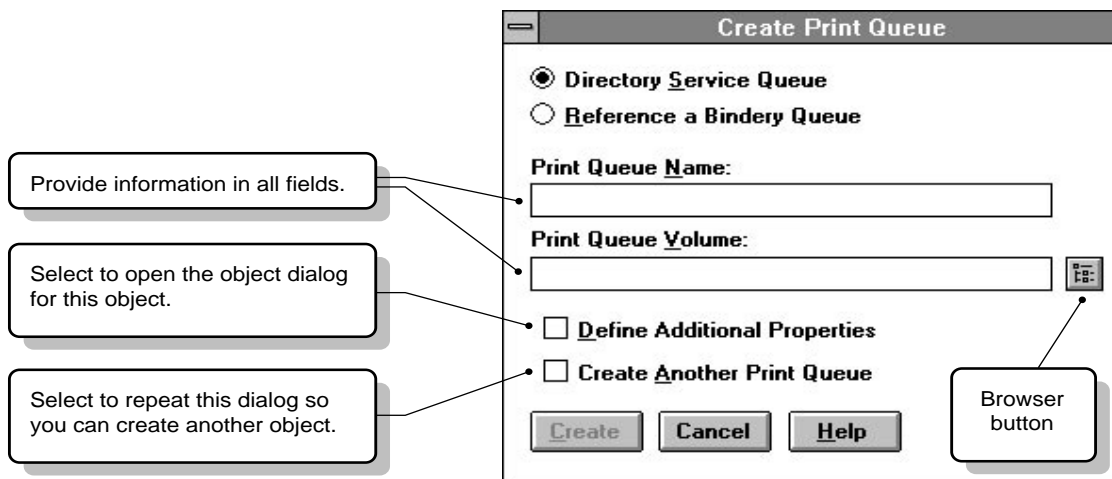 Create Print Queue
Directory Service Queue
Reference a Bindery Queue
Provide information in all fields.
Print Queue Name:
Print Queue Volume:
Select to open the object dialog
for this object.
Define Additional Properties
Create Another Print Queue
Select to repeat this dialog so
you can create another object.
Create
Cancel
Help
Browser
button